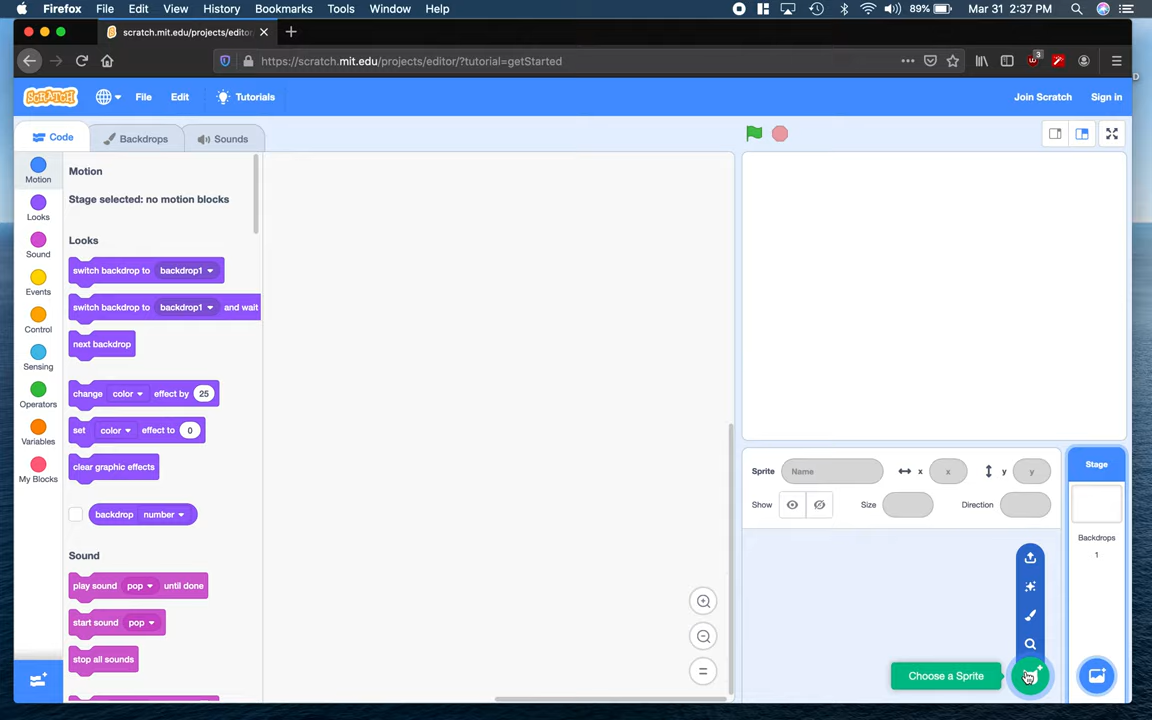 Firefox File Edit View History Bookmarks Tools Window Help 89% Mar 31 2:37 PM
scratch.mit.edu/projects/editor
https://scratch.mit.edu/projects/editor/?tutorial=getStarted 3
SCRATCH File Edit Tutorials Join Scratch Sign in
Code Backdrops Sounds
Motion
Looks
Sound
Events
Control
Sensing
Operators
Variables
My Blocks
Motion
Stage selected: no motion blocks
Looks
switch backdrop to backdrop1
switch backdrop to backdrop1 and wait
next backdrop
change color effect by 25
set color effect to 0
clear graphic effects
backdrop number
Sound
play sound pop until done
start sound pop
stop all sounds
Sprite Name x x y y
Show Size Direction
Stage
Backdrops
1
Choose a Sprite